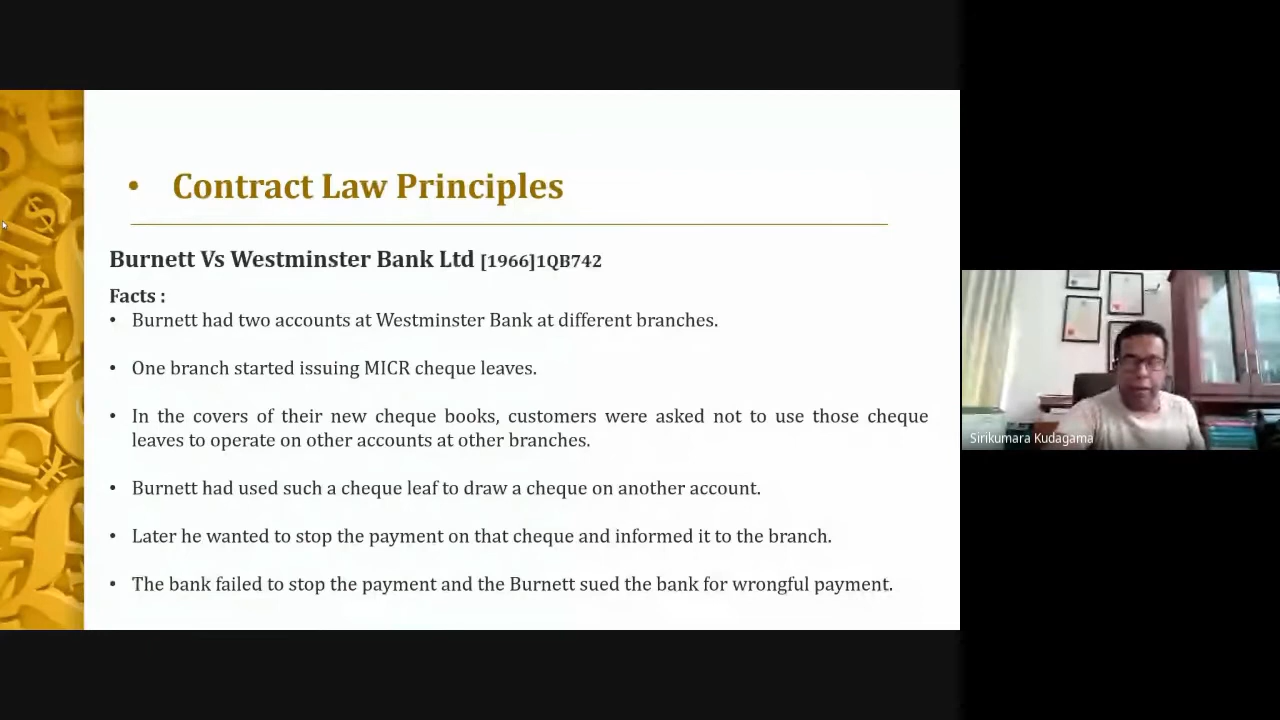 • Contract Law Principles
Burnett Vs Westminster Bank Ltd [1966]1QB742
Facts :
• Burnett had two accounts at Westminster Bank at different branches.
• One branch started issuing MICR cheque leaves.
• In the covers of their new cheque books, customers were asked not to use those cheque
leaves to operate on other accounts at other branches.
• Burnett had used such a cheque leaf to draw a cheque on another account.
• Later he wanted to stop the payment on that cheque and informed it to the branch.
• The bank failed to stop the payment and the Burnett sued the bank for wrongful payment.
Sirikumara Kudagama